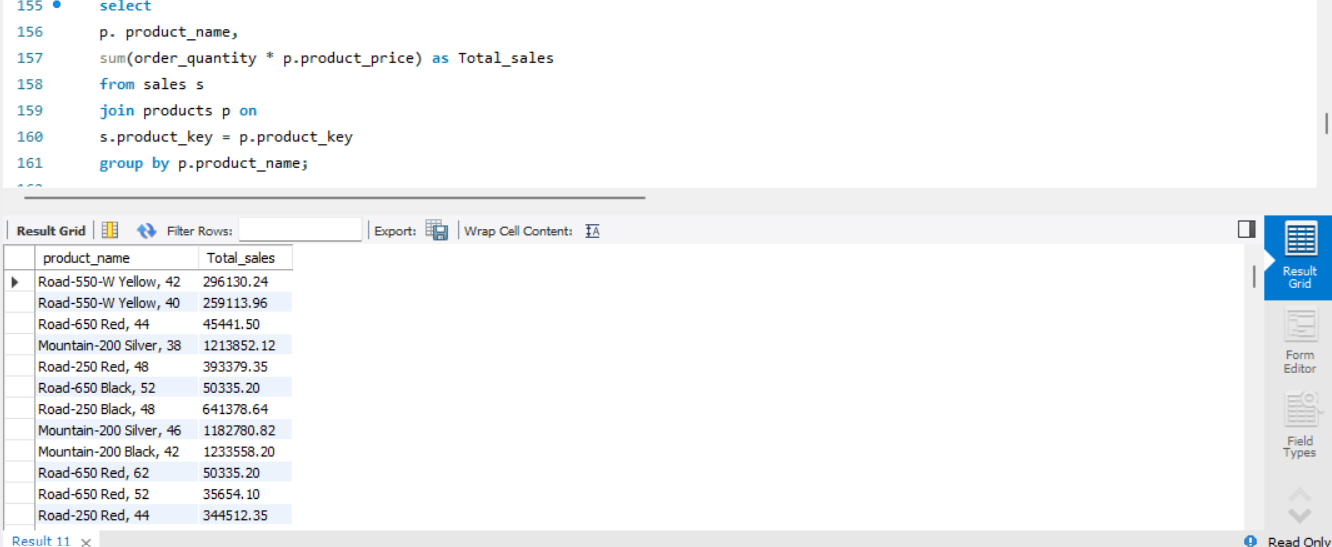 155 select
156 p. product_name,
157 sum(order_quantity * p.product_price) as Total_sales
158 from sales s
159 join products p on
160 s.product_key = p.product_key
161 group by p.product_name;
Result Grid Filter Rows: Export: Wrap Cell Content: IA
product_name Total_sales
Road-550-W Yellow, 42 296130.24
Road-550-W Yellow, 40 259113.96
Road-650 Red, 44 45441.50
Mountain-200 Silver, 38 1213852.12
Road-250 Red, 48 393379.35
Road-650 Black, 52 50335.20
Road-250 Black, 48 641378.64
Mountain-200 Silver, 46 1182780.82
Mountain-200 Black, 42 1233558.20
Road-650 Red, 62 50335.20
Road-650 Red, 52 35654.10
Road-250 Red, 44 344512.35
Result
Grid
Form
Editor
Field
Types
Result 11 Read Only